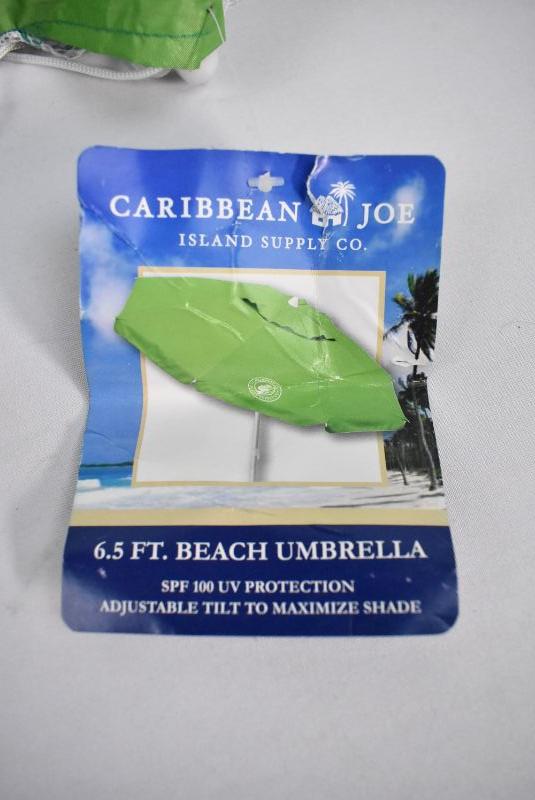 CARIBBEAN JOE
ISLAND SUPPLY CO.
6.5 FT. BEACH UMBRELLA
SPF 100 UV PROTECTION
ADJUSTABLE TILT TO MAXIMIZE SHADE